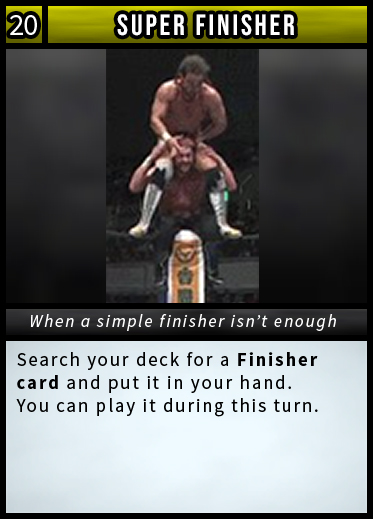 20 SUPER FINISHER
When a simple finisher isn't enough
Search your deck for a Finisher
card and put it in your hand.
You can play it during this turn.